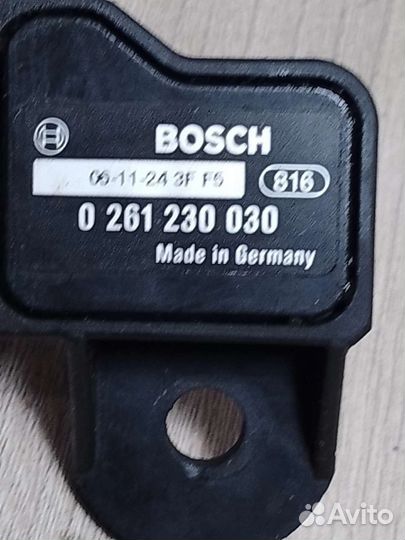 BOSCH
06-11-24 3F F5 816
0 261 230 030
Made in Germany
Avito